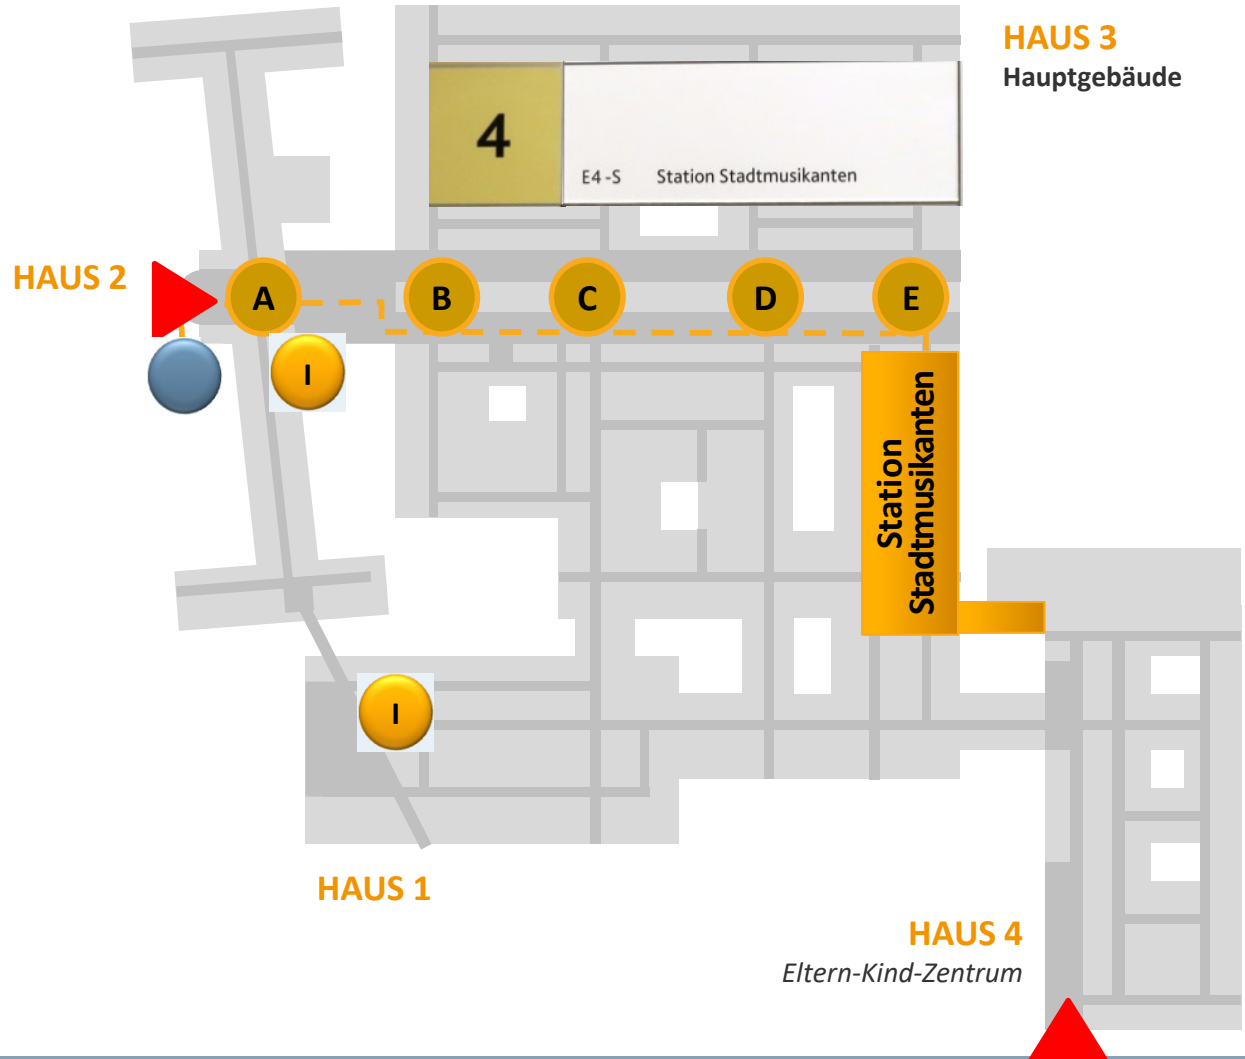 HAUS 3
Hauptgebäude
4
E4 -S Station Stadtmusikanten
HAUS 2
A
B
C
D
E
I
Station
Stadtmusikanten
I
HAUS 1
HAUS 4
Eltern-Kind-Zentrum